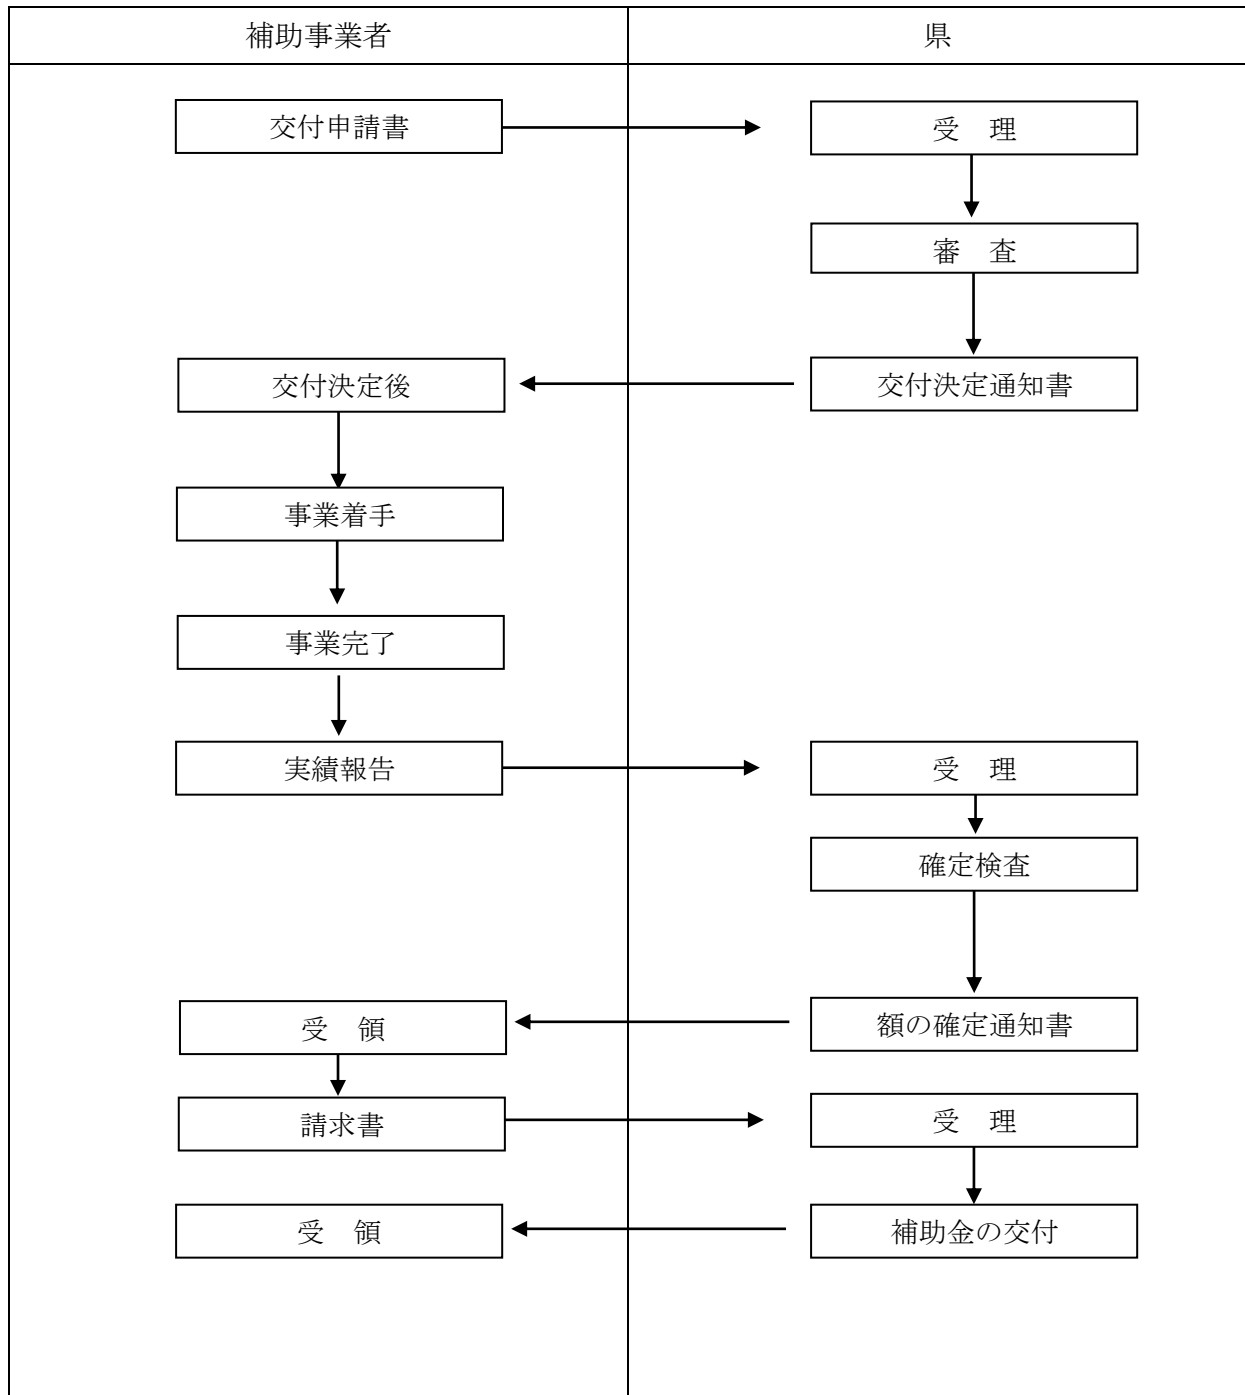 補助事業者
県
交付申請書
受　理
審　査
交付決定後
交付決定通知書
事業着手
事業完了
実績報告
受　理
確定検査
受　領
額の確定通知書
請求書
受　理
受　領
補助金の交付